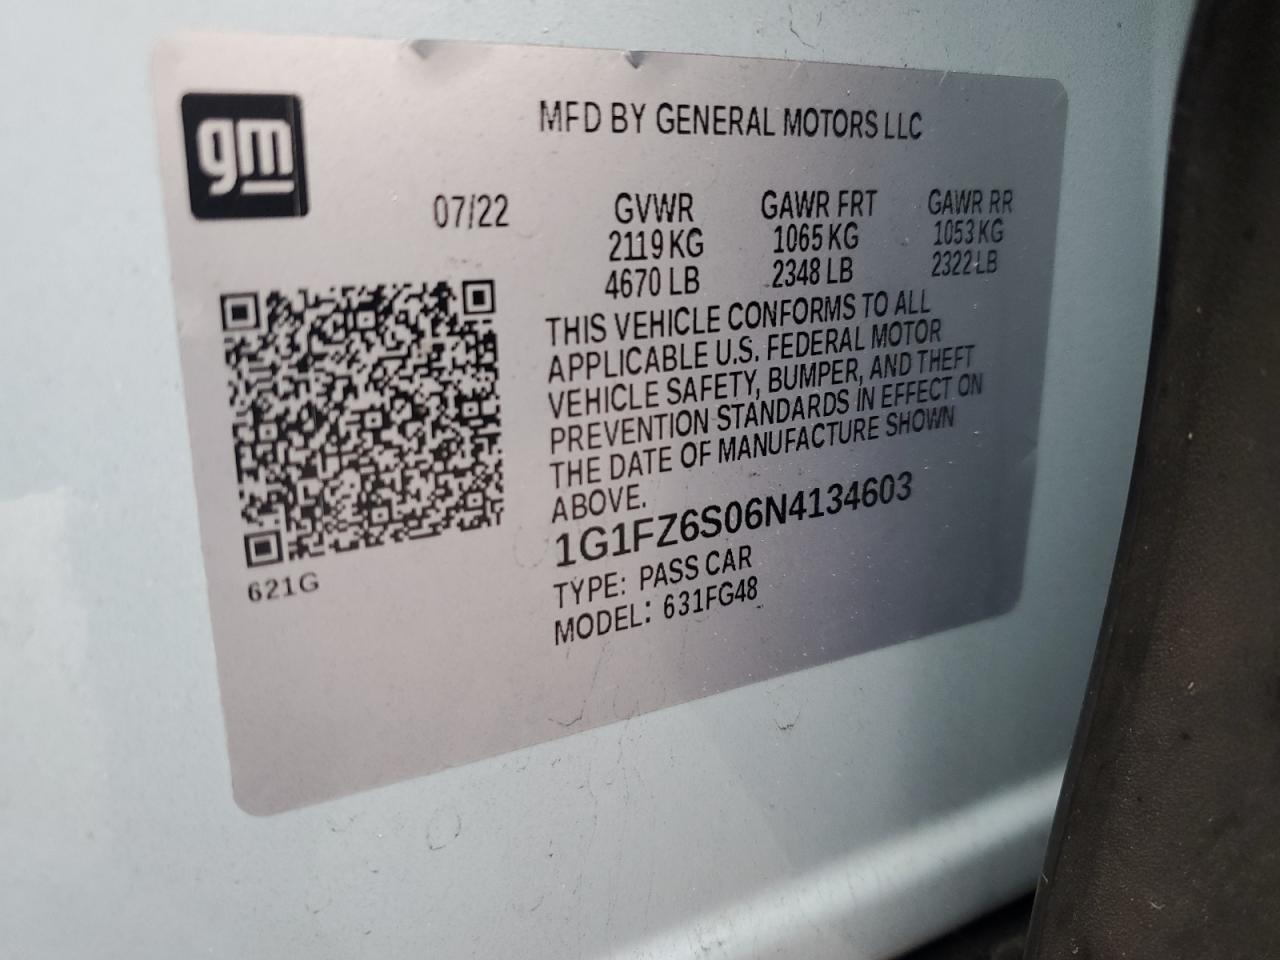 gm
MFD BY GENERAL MOTORS LLC
07/22
GVWR GAWR FRT GAWR RR
2119 KG 1065 KG 1053 KG
4670 LB 2348 LB 2322 LB
THIS VEHICLE CONFORMS TO ALL
APPLICABLE U.S. FEDERAL MOTOR
VEHICLE SAFETY, BUMPER, AND THEFT
PREVENTION STANDARDS IN EFFECT ON
THE DATE OF MANUFACTURE SHOWN
ABOVE.
1G1FZ6S06N4134603
TYPE: PASS CAR
MODEL: 631FG48
621G